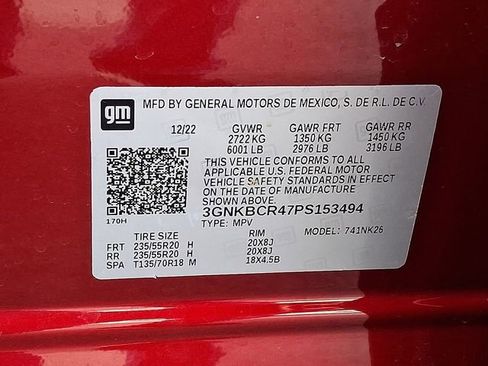 gm
MFD BY GENERAL MOTORS DE MEXICO, S. DE R.L. DE C.V.
12/22 GVWR GAWR FRT GAWR RR
2722 KG 1350 KG 1450 KG
6001 LB 2976 LB 3196 LB
THIS VEHICLE CONFORMS TO ALL
APPLICABLE U.S. FEDERAL MOTOR
VEHICLE SAFETY STANDARDS IN EFFECT
ON THE DATE OF MANUFACTURE
SHOWN ABOVE.
3GNKBCR47PS153494
170H TYPE: MPV MODEL: 741NK26
TIRE SIZE RIM
FRT 235/55R20 H 20X8J
RR 235/55R20 H 20X8J
SPA T135/70R18 M 18X4.5B